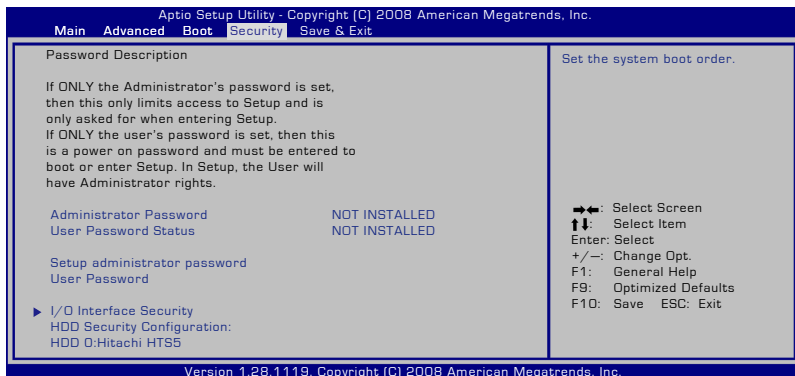 Aptio Setup Utility - Copyright (C) 2008 American Megatrends, Inc.
Main Advanced Boot Security Save & Exit
Password Description
If ONLY the Administrator's password is set,
then this only limits access to Setup and is
only asked for when entering Setup.
If ONLY the user's password is set, then this
is a power on password and must be entered to
boot or enter Setup. In Setup, the User will
have Administrator rights.
Administrator Password NOT INSTALLED
User Password Status NOT INSTALLED
Setup administrator password
User Password
I/O Interface Security
HDD Security Configuration:
HDD 0:Hitachi HTS5
Set the system boot order.
→←: Select Screen
↑↓: Select Item
Enter: Select
+/—: Change Opt.
F1: General Help
F9: Optimized Defaults
F10: Save ESC: Exit
Version 1.28.1119. Copyright (C) 2008 American Megatrends, Inc.